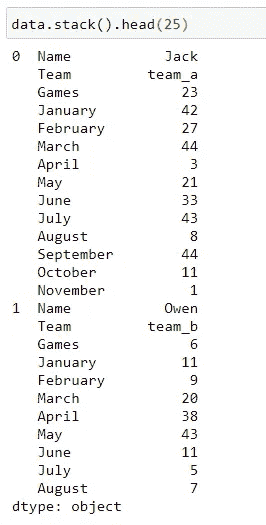 data.stack().head(25)
0 Name Jack
Team team_a
Games 23
January 42
February 27
March 44
April 3
May 21
June 33
July 43
August 8
September 44
October 11
November 1
1 Name Owen
Team team_b
Games 6
January 11
February 9
March 20
April 38
May 43
June 11
July 5
August 7
dtype: object